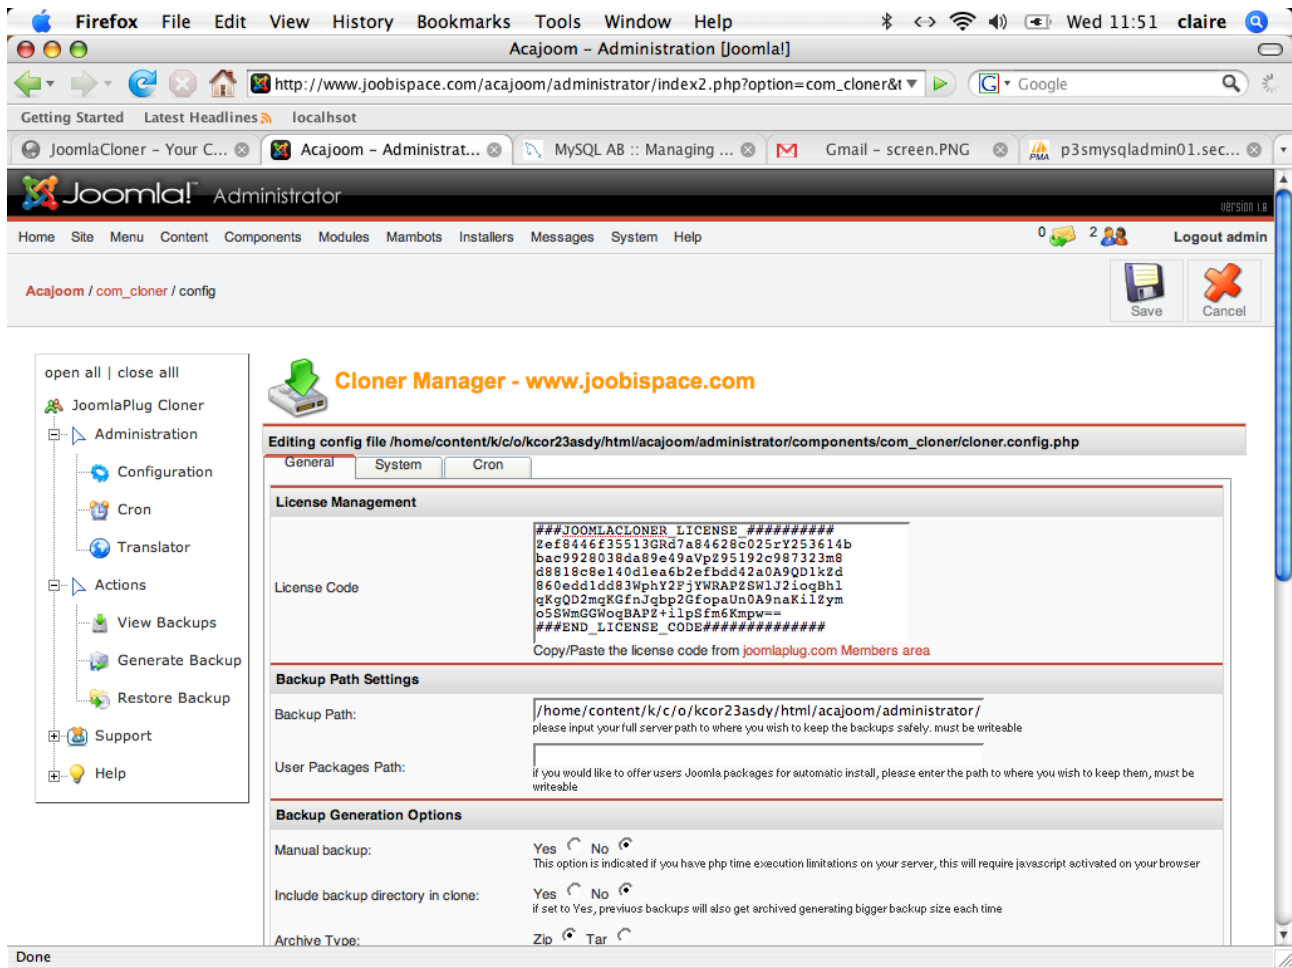 Firefox File Edit View History Bookmarks Tools Window Help Wed 11:51 claire
Acajoom – Administration [Joomla!]
http://www.joobispace.com/acajoom/administrator/index2.php?option=com_cloner&t Google
Getting Started Latest Headlines localhsot
JoomlaCloner – Your C... Acajoom – Administrat... MySQL AB :: Managing ... Gmail – screen.PNG p3smysqladmin01.sec...
Joomla! Administrator
version 1.8
Home Site Menu Content Components Modules Mambots Installers Messages System Help 0 2 Logout admin
Acajoom / com_cloner / config
Save Cancel
open all | close alll
JoomlaPlug Cloner
Administration
Configuration
Cron
Translator
Actions
View Backups
Generate Backup
Restore Backup
Support
Help
Cloner Manager - www.joobispace.com
Editing config file /home/content/k/c/o/kcor23asdy/html/acajoom/administrator/components/com_cloner/cloner.config.php
General System Cron
License Management
License Code
###JOOMLACLONER_LICENSE_##########
Zef8446f35513GRd7a84628c025rY253614b
bac9928038da89e49aVpZ95192c987323m8
d8818c8e140d1ea6b2efbdd42a0A9QD1kZd
860edd1dd83WphY2FjYWRAPZSW1J2ioqBh1
qKgQD2mqKGfnJqbp2GfopaUn0A9naKilZym
o5SWmGGWoqBAPZ+ilpSfm6Kmpw==
###END_LICENSE_CODE##############
Copy/Paste the license code from joomlaplug.com Members area
Backup Path Settings
Backup Path:
/home/content/k/c/o/kcor23asdy/html/acajoom/administrator/
please input your full server path to where you wish to keep the backups safely. must be writeable
User Packages Path:
if you would like to offer users Joomla packages for automatic install, please enter the path to where you wish to keep them, must be
writeable
Backup Generation Options
Manual backup: Yes No
This option is indicated if you have php time execution limitations on your server, this will require javascript activated on your browser
Include backup directory in clone: Yes No
if set to Yes, previuos backups will also get archived generating bigger backup size each time
Archive Type: Zip Tar
Done